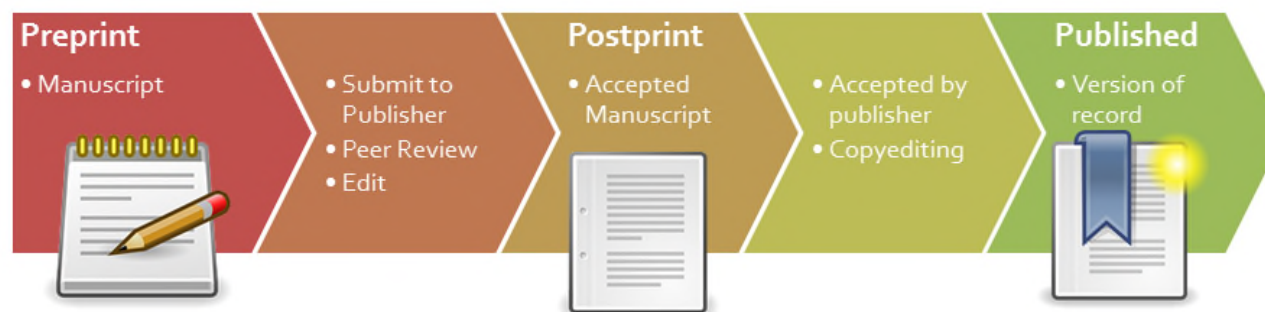 Preprint
• Manuscript
• Submit to
Publisher
• Peer Review
• Edit
Postprint
• Accepted
Manuscript
• Accepted by
publisher
• Copyediting
Published
• Version of
record